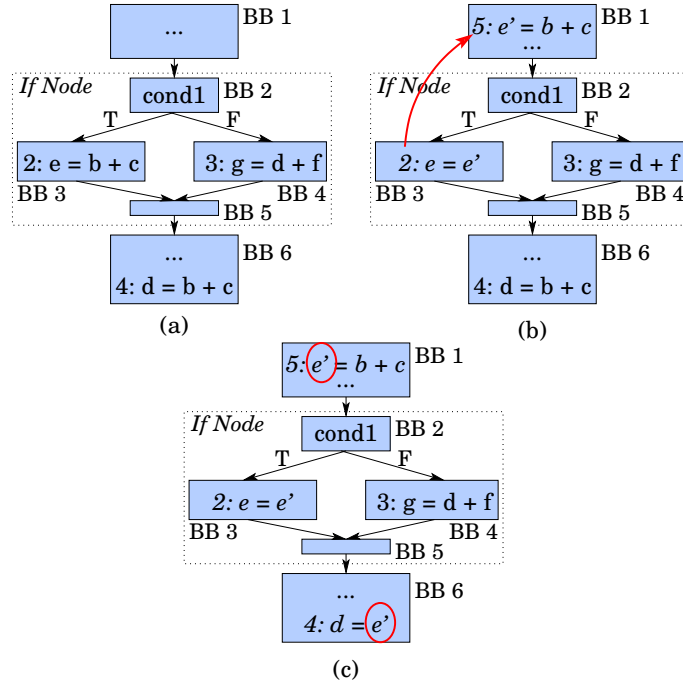 ...
BB 1
If Node
cond1
BB 2
T
F
2: e = b + c
3: g = d + f
BB 3
BB 4
BB 5
...
4: d = b + c
BB 6
(a)
5: e’ = b + c
...
BB 1
If Node
cond1
BB 2
T
F
2: e = e’
3: g = d + f
BB 3
BB 4
BB 5
...
4: d = b + c
BB 6
(b)
5: e’ = b + c
...
BB 1
If Node
cond1
BB 2
T
F
2: e = e’
3: g = d + f
BB 3
BB 4
BB 5
...
4: d = e’
BB 6
(c)